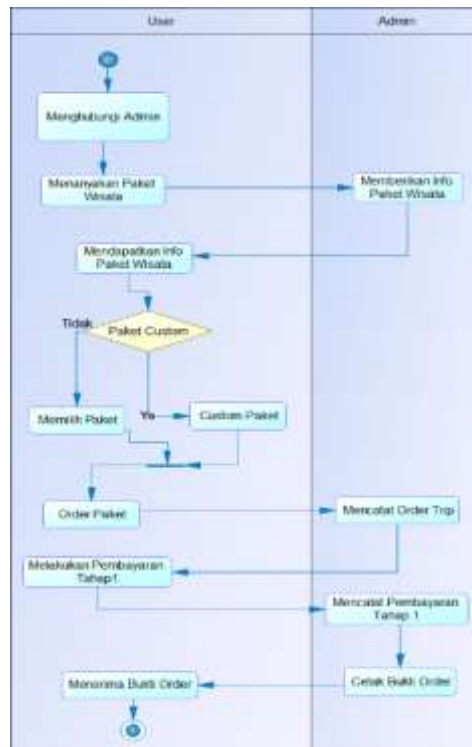 User
Admin
Menghubungi Admin
Menanyakan Paket
Wisata
Memberikan Info
Paket Wisata
Mendapatkan Info
Paket Wisata
Tidak
Paket Custom
Memilih Paket
Ya
Custom Paket
Order Paket
Mencatat Order Trip
Melakukan Pembayaran
Tahap1
Mencatat Pembayaran
Tahap 1
Cetak Bukti Order
Menerima Bukti Order